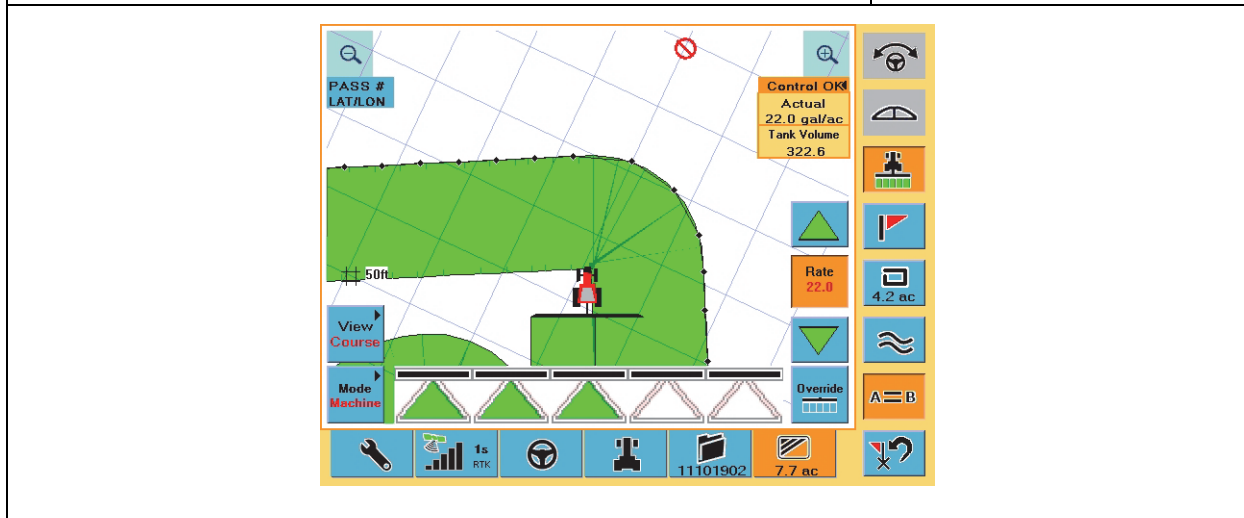 PASS #
LAT/LON
Control OK
Actual
22.0 gal/ac
Tank Volume
322.6
50ft
Rate
22.0
4.2 ac
View
Course
Mode
Machine
Override
A B
1s
RTK
11101902
7.7 ac